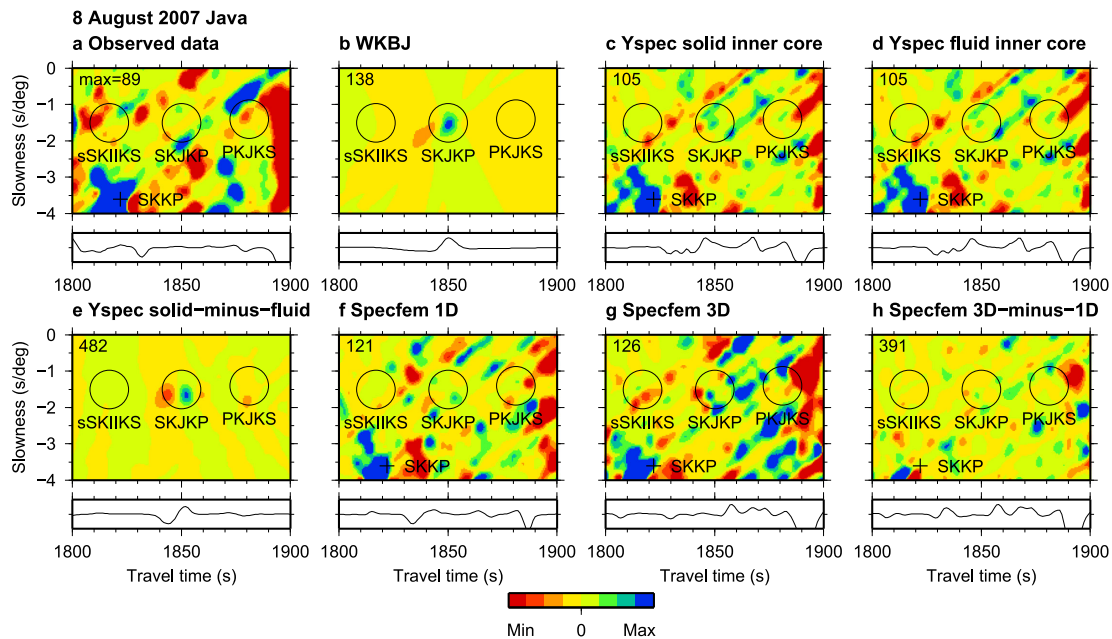 8 August 2007 Java
a Observed data
b WKBJ
c Yspec solid inner core
d Yspec fluid inner core
Slowness (s/deg)
0
−1
−2
−3
−4
max=89
sSKIIKS
SKJKP
PKJKS
SKKP
138
sSKIIKS
SKJKP
PKJKS
105
sSKIIKS
SKJKP
PKJKS
SKKP
105
sSKIIKS
SKJKP
PKJKS
SKKP
1800 1850 1900
1800 1850 1900
1800 1850 1900
1800 1850 1900
e Yspec solid−minus−fluid
f Specfem 1D
g Specfem 3D
h Specfem 3D−minus−1D
Slowness (s/deg)
0
−1
−2
−3
−4
482
sSKIIKS
SKJKP
PKJKS
121
sSKIIKS
SKJKP
PKJKS
SKKP
126
sSKIIKS
SKJKP
PKJKS
SKKP
391
sSKIIKS
SKJKP
PKJKS
SKKP
1800 1850 1900
1800 1850 1900
1800 1850 1900
1800 1850 1900
Travel time (s)
Travel time (s)
Travel time (s)
Travel time (s)
Min 0 Max